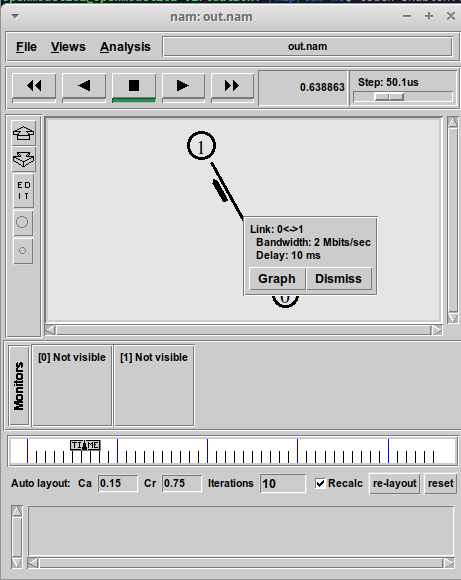 nam: out.nam
File Views Analysis out.nam
0.638863 Step: 50.1us
ED
IT
1
Link: 0<->1
Bandwidth: 2 Mbits/sec
Delay: 10 ms
Graph Dismiss
0
Monitors
[0] Not visible [1] Not visible
TIME
Auto layout: Ca 0.15 Cr 0.75 Iterations 10 Recalc re-layout reset